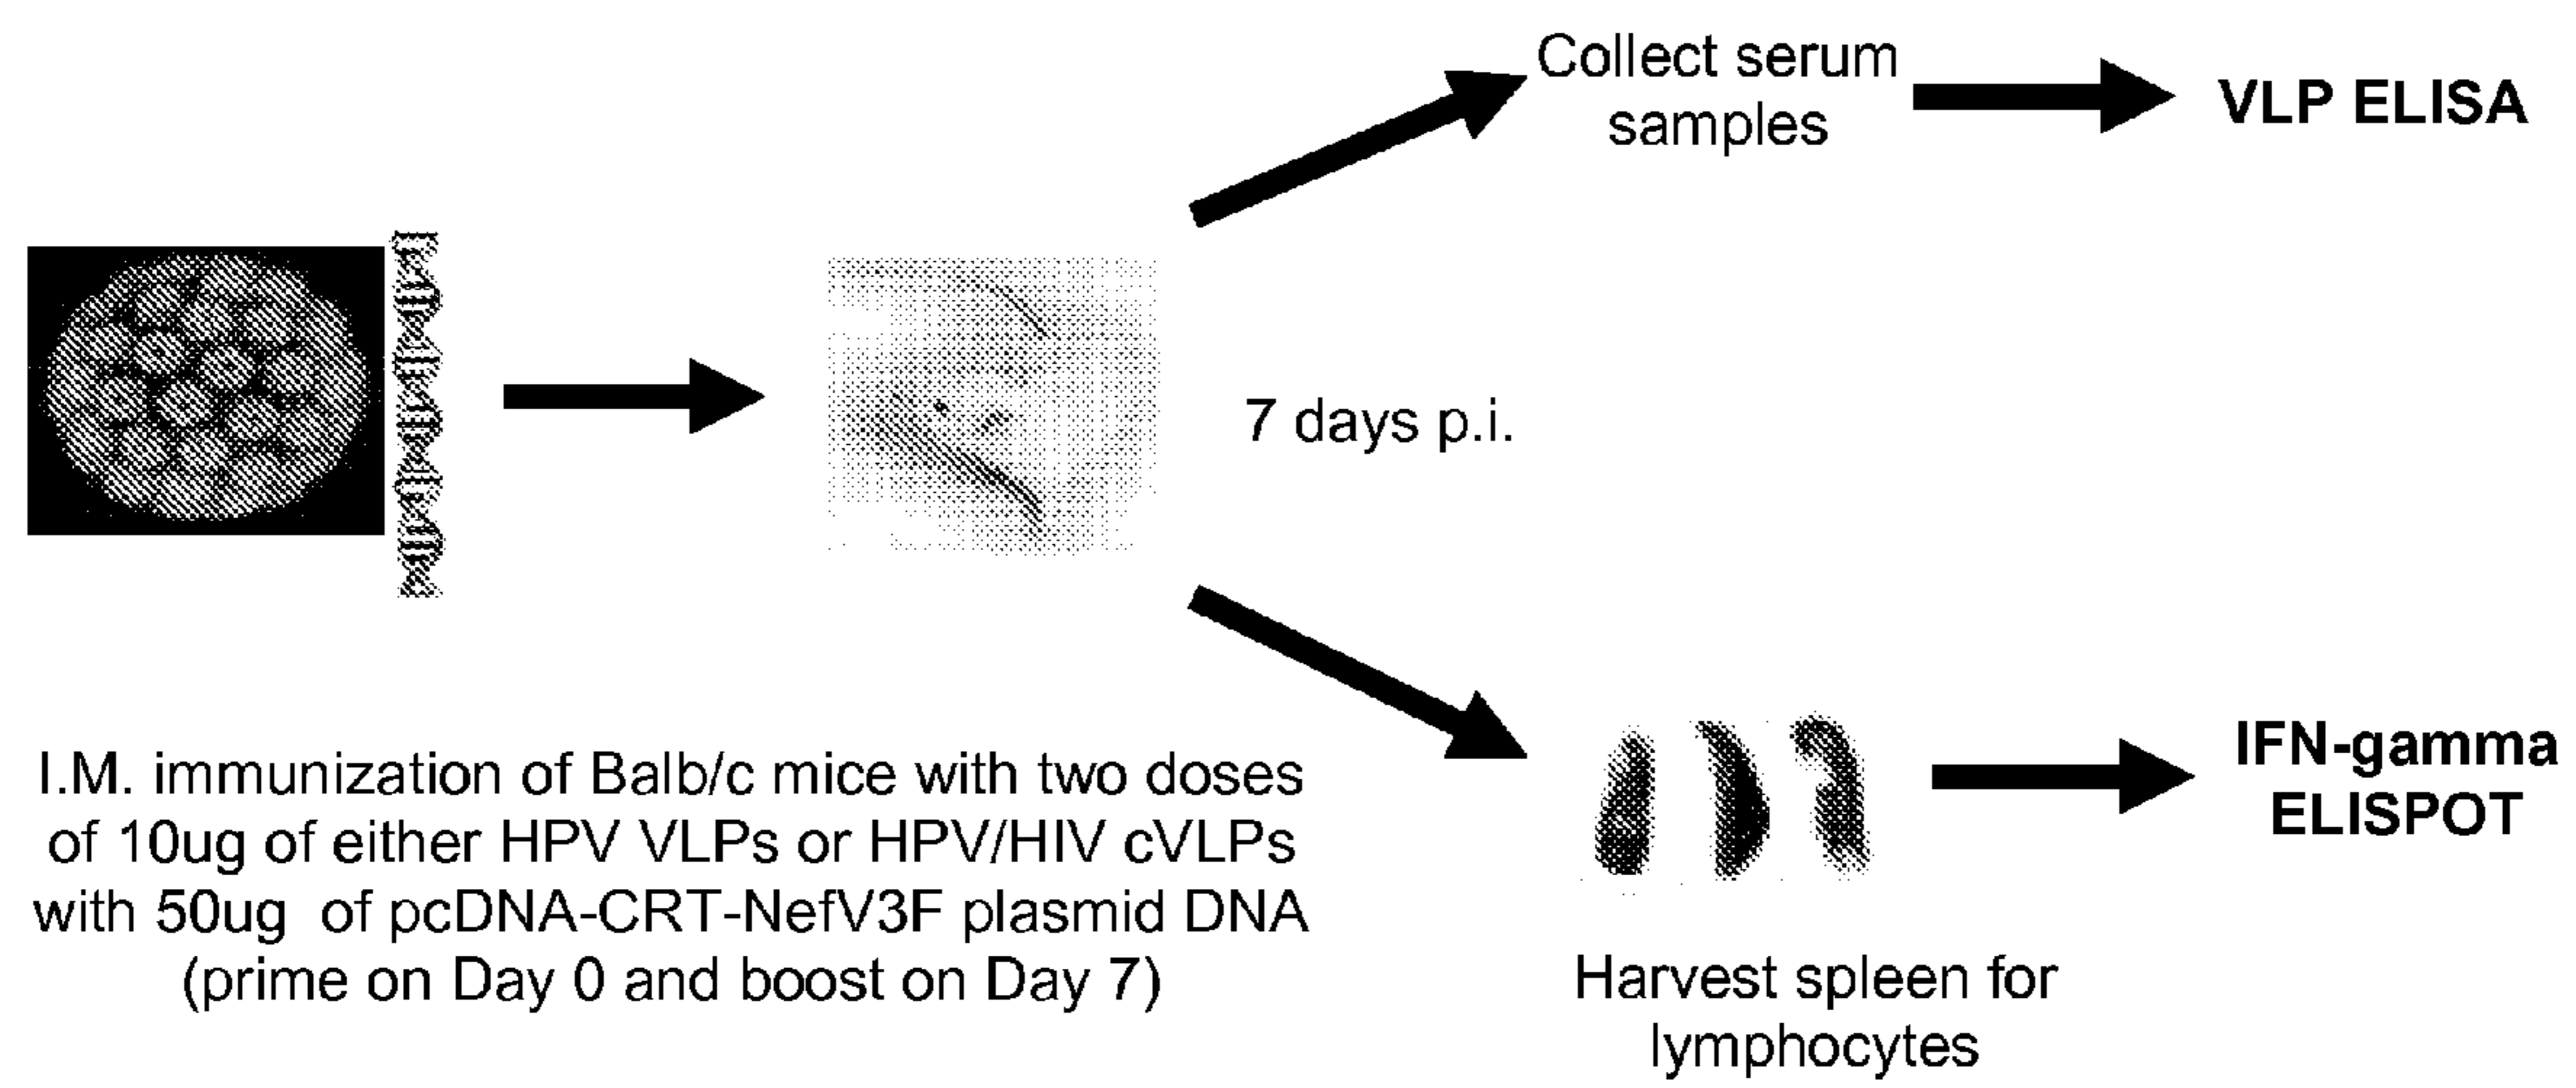 Collect serum
samples
VLP ELISA
7 days p.i.
I.M. immunization of Balb/c mice with two doses
of 10ug of either HPV VLPs or HPV/HIV cVLPs
with 50ug of pcDNA-CRT-NefV3F plasmid DNA
(prime on Day 0 and boost on Day 7)
IFN-gamma
ELISPOT
Harvest spleen for
lymphocytes